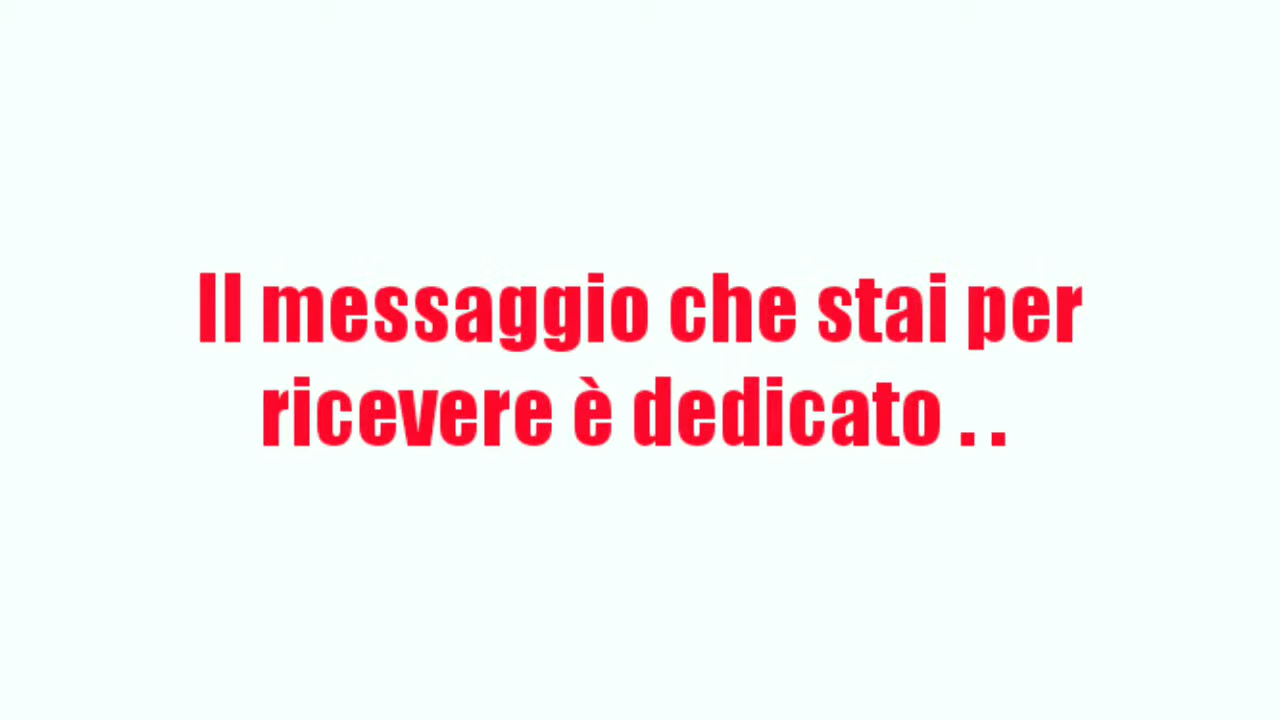 Il messaggio che stai per
ricevere è dedicato . .